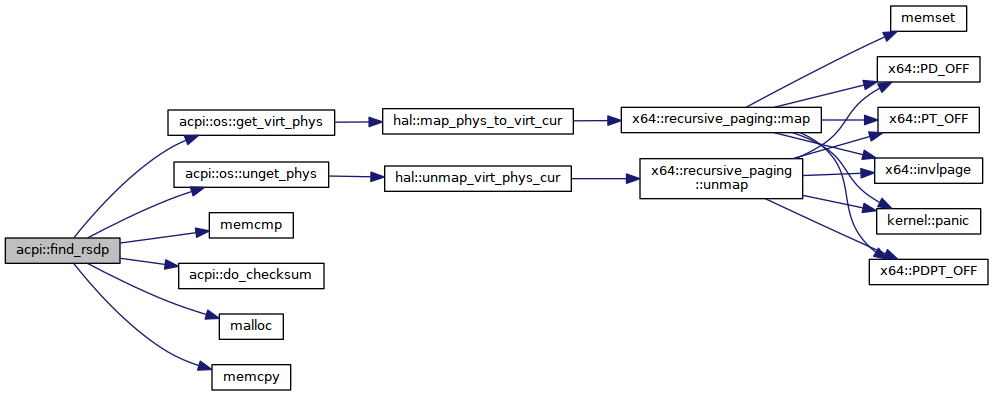 acpi::find_rsdp
acpi::os::get_virt_phys
acpi::os::unget_phys
memcmp
acpi::do_checksum
malloc
memcpy
hal::map_phys_to_virt_cur
hal::unmap_virt_phys_cur
x64::recursive_paging::map
x64::recursive_paging
::unmap
memset
x64::PD_OFF
x64::PT_OFF
x64::invlpage
kernel::panic
x64::PDPT_OFF